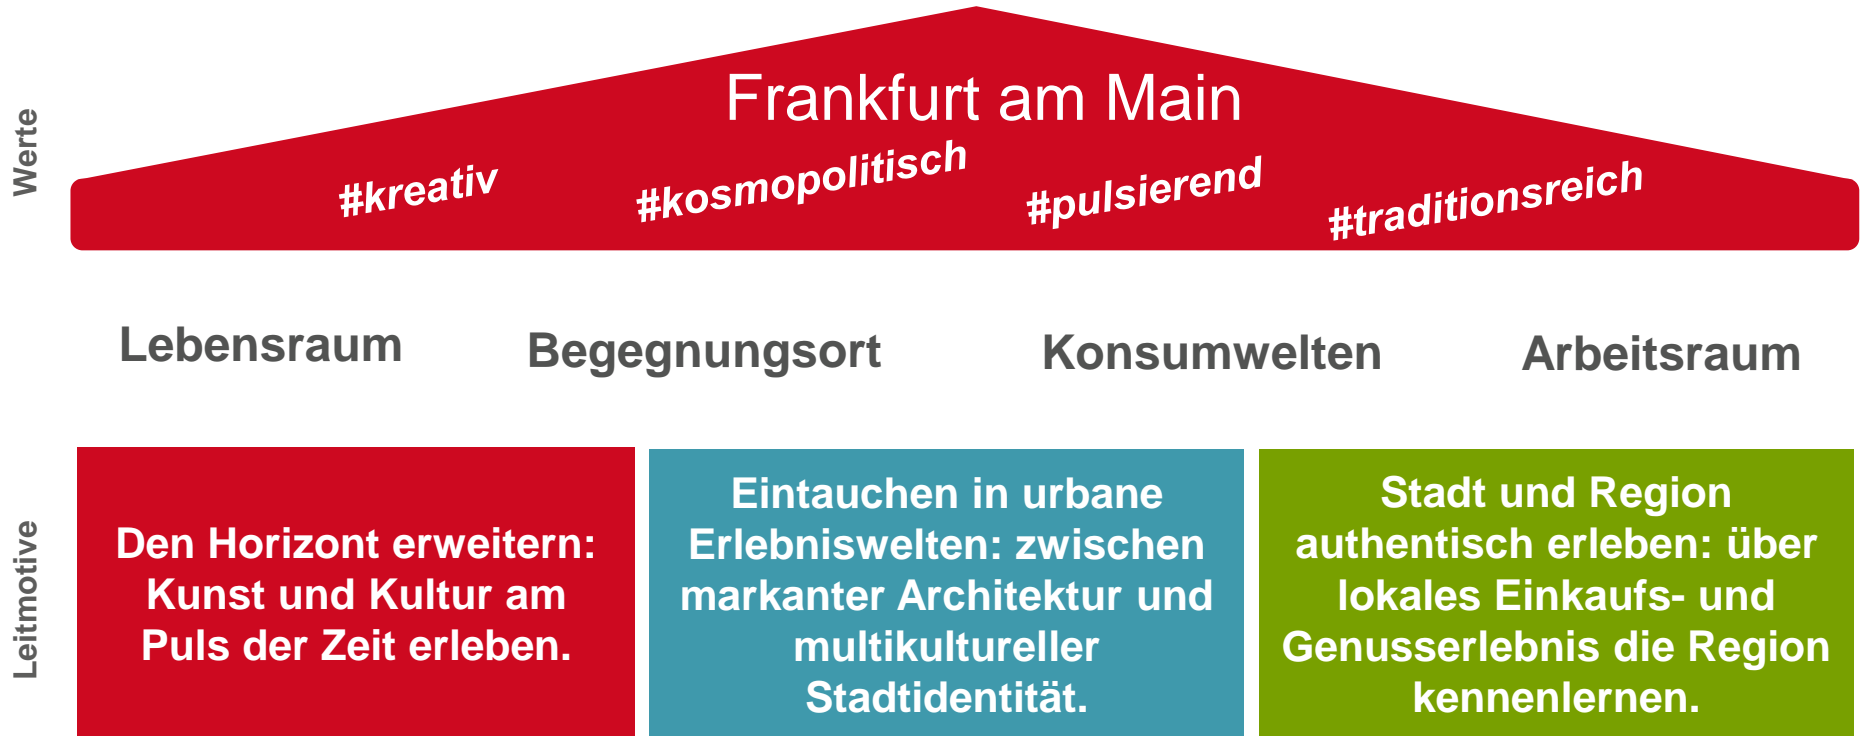 Werte
Frankfurt am Main
#kreativ
#kosmopolitisch
#pulsierend
#traditionsreich
Lebensraum
Begegnungsort
Konsumwelten
Arbeitsraum
Leitmotive
Den Horizont erweitern:
Kunst und Kultur am
Puls der Zeit erleben.
Eintauchen in urbane
Erlebniswelten: zwischen
markanter Architektur und
multikultureller
Stadtidentität.
Stadt und Region
authentisch erleben: über
lokales Einkaufs- und
Genusserlebnis die Region
kennenlernen.